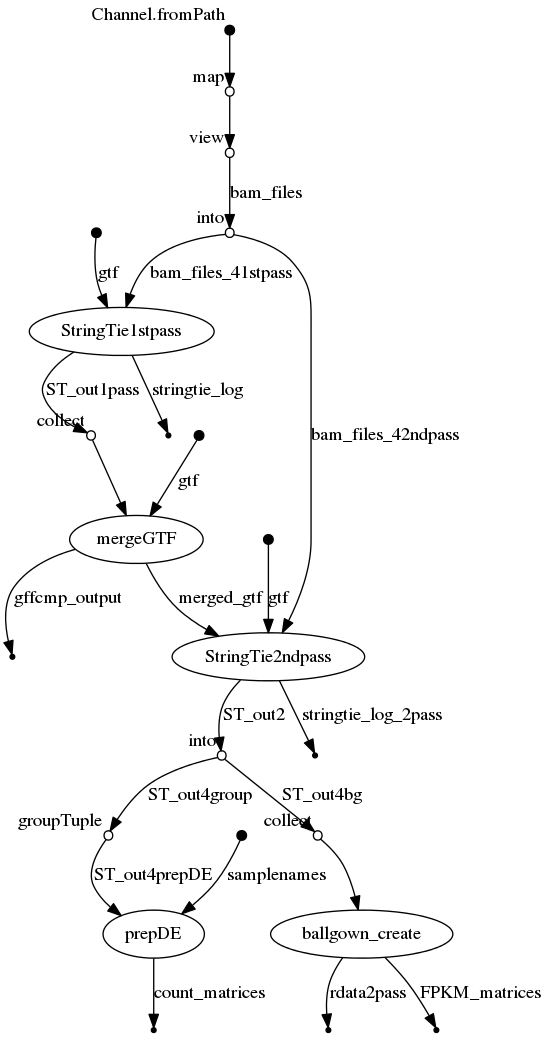 Channel.fromPath
map
view
bam_files
into
gtf
bam_files_41stpass
StringTie1stpass
ST_out1pass
stringtie_log
collect
bam_files_42ndpass
gtf
mergeGTF
gffcmp_output
merged_gtf
gtf
StringTie2ndpass
ST_out2
stringtie_log_2pass
into
ST_out4group
ST_out4bg
groupTuple
collect
ST_out4prepDE
samplenames
prepDE
ballgown_create
count_matrices
rdata2pass
FPKM_matrices